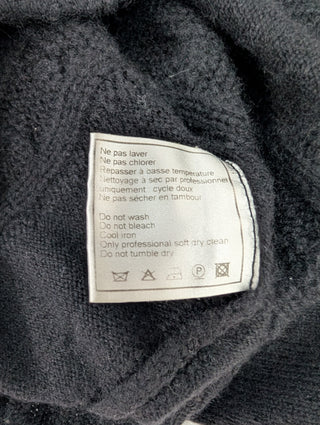 Ne pas laver
Ne pas chlorer
Repasser à basse température
Nettoyage à sec par professionnel
uniquement : cycle doux
Ne pas sécher en tambour
Do not wash
Do not bleach
Cool iron
Only professional soft dry clean
Do not tumble dry
P